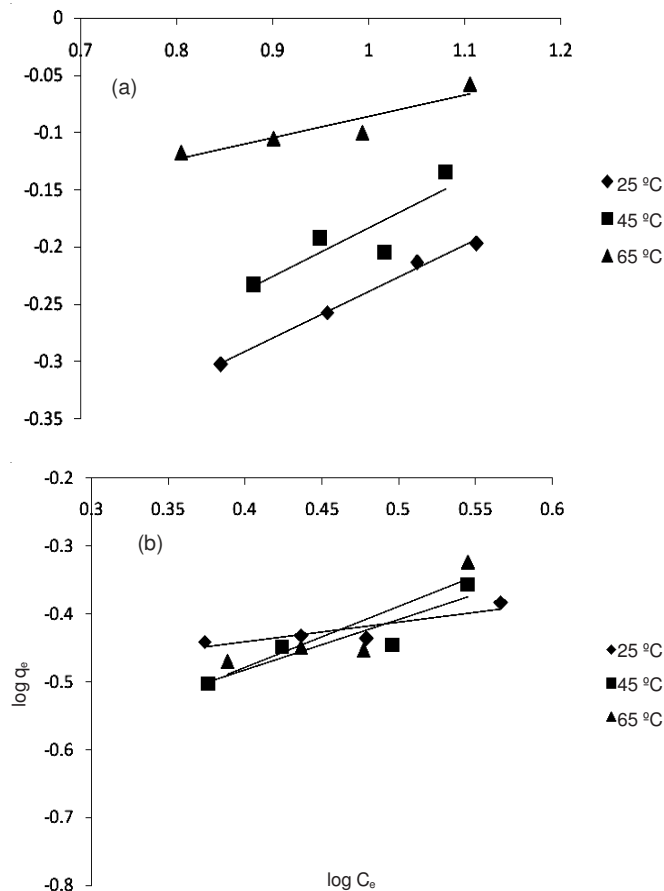 0
0.7 0.8 0.9 1 1.1 1.2
-0.05
(a)
-0.1
-0.15
-0.2
-0.25
-0.3
-0.35
25 ºC
45 ºC
65 ºC
-0.2
0.3 0.35 0.4 0.45 0.5 0.55 0.6
(b)
-0.3
-0.4
-0.5
-0.6
-0.7
-0.8
log qₑ
log Cₑ
25 ºC
45 ºC
65 ºC